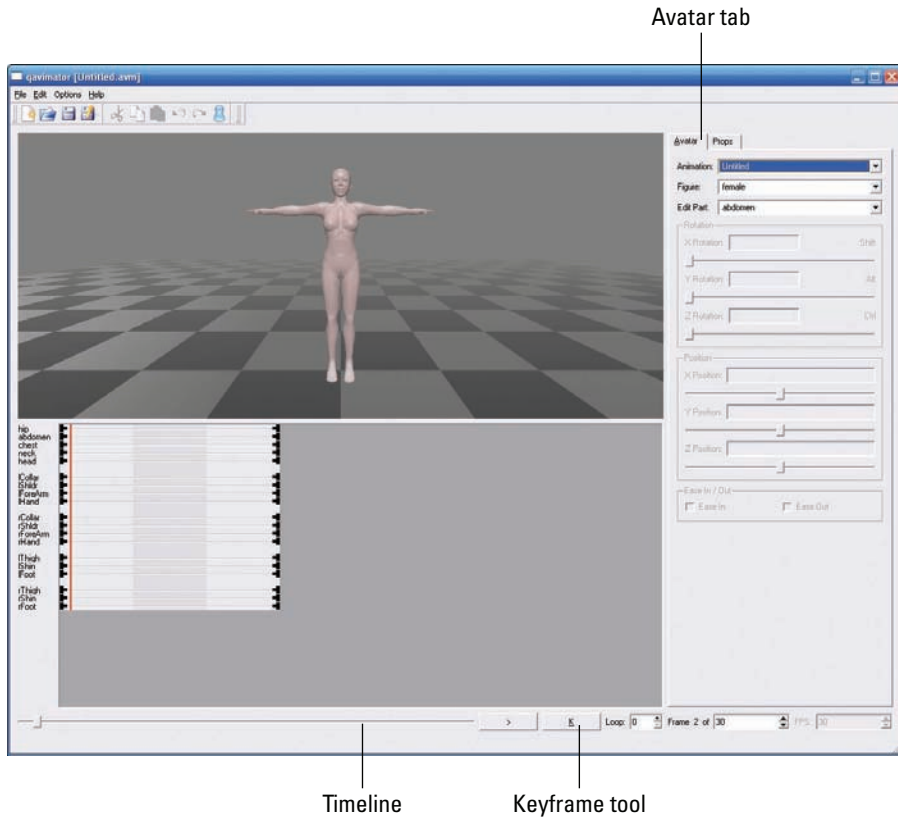 Avatar tab
qavimator [Untitled.avm]
File Edit Options Help
Avatar Props
Animation: Untitled
Figure: female
Edit Part: abdomen
Rotation
X Rotation: Shift
Y Rotation: Alt
Z Rotation: Ctrl
Position
X Position:
Y Position:
Z Position:
Ease In / Out
Ease In Ease Out
hip
abdomen
chest
neck
head
lCollar
lShldr
lForeArm
lHand
rCollar
rShldr
rForeArm
rHand
lThigh
lShin
lFoot
rThigh
rShin
rFoot
> K Loop: 0 Frame 2 of 30 FPS: 30
Timeline Keyframe tool